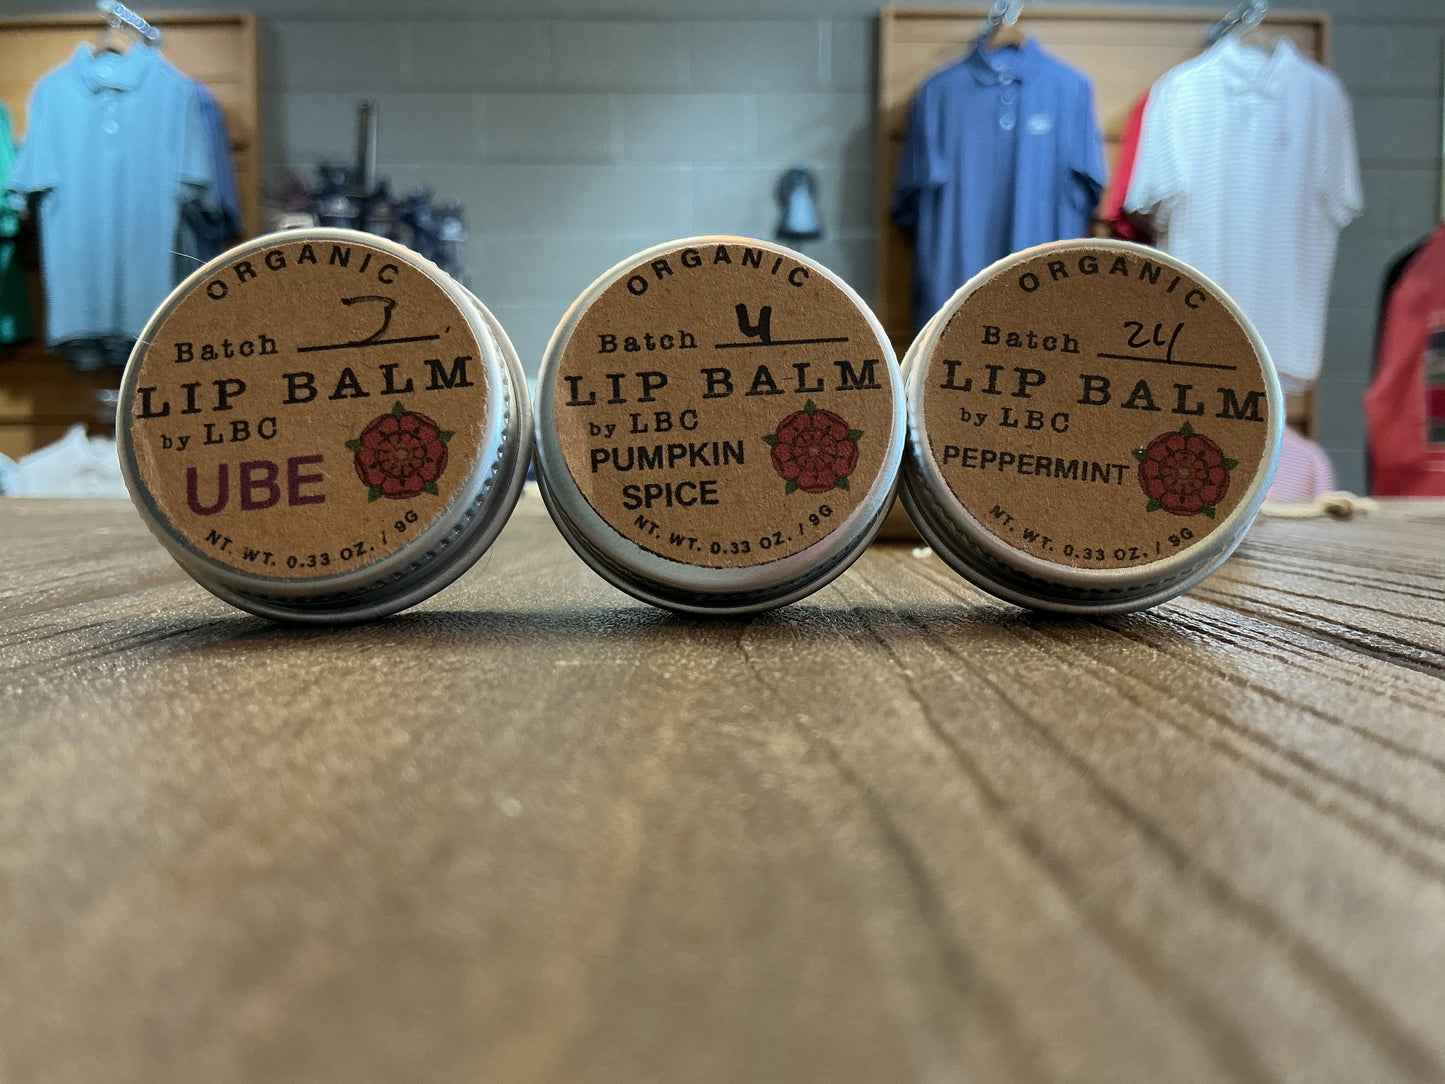 ORGANIC
Batch 2
LIP BALM
by LBC
UBE
NT. WT. 0.33 OZ. / 9G
ORGANIC
Batch 4
LIP BALM
by LBC
PUMPKIN
SPICE
NT. WT. 0.33 OZ. / 9G
ORGANIC
Batch 24
LIP BALM
by LBC
PEPPERMINT
NT. WT. 0.33 OZ. / 9G